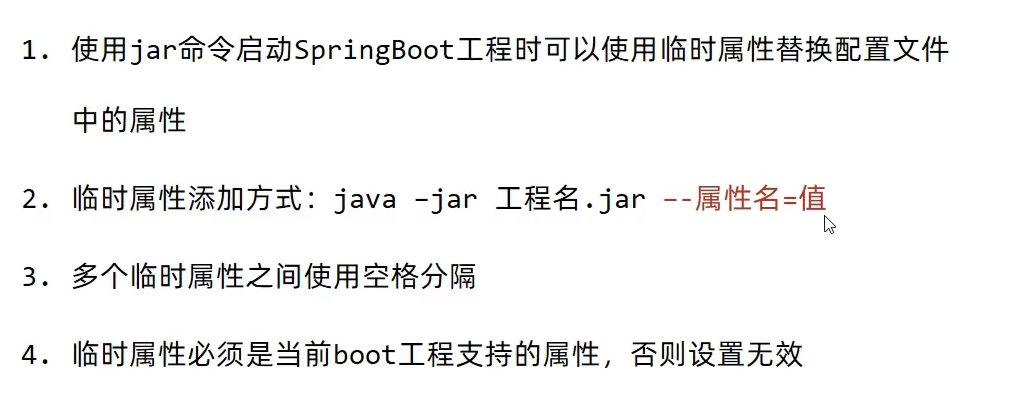 1. 使用jar命令启动SpringBoot工程时可以使用临时属性替换配置文件
中的属性
2. 临时属性添加方式：java –jar 工程名.jar –-属性名=值
3. 多个临时属性之间使用空格分隔
4. 临时属性必须是当前boot工程支持的属性，否则设置无效